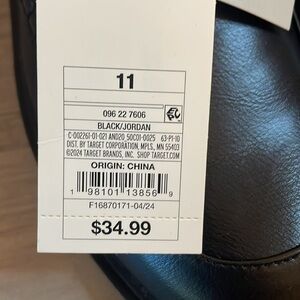 11
096 22 7606
BLACK/JORDAN
C-002261-01-021 AND20 50C01-0025 63-P1-10
DIST. BY TARGET CORPORATION, MPLS, MN 55403
©2024 TARGET BRANDS, INC. SHOP TARGET.COM
ORIGIN: CHINA
1 98101 13856 9
F16870171-04/24
$34.99